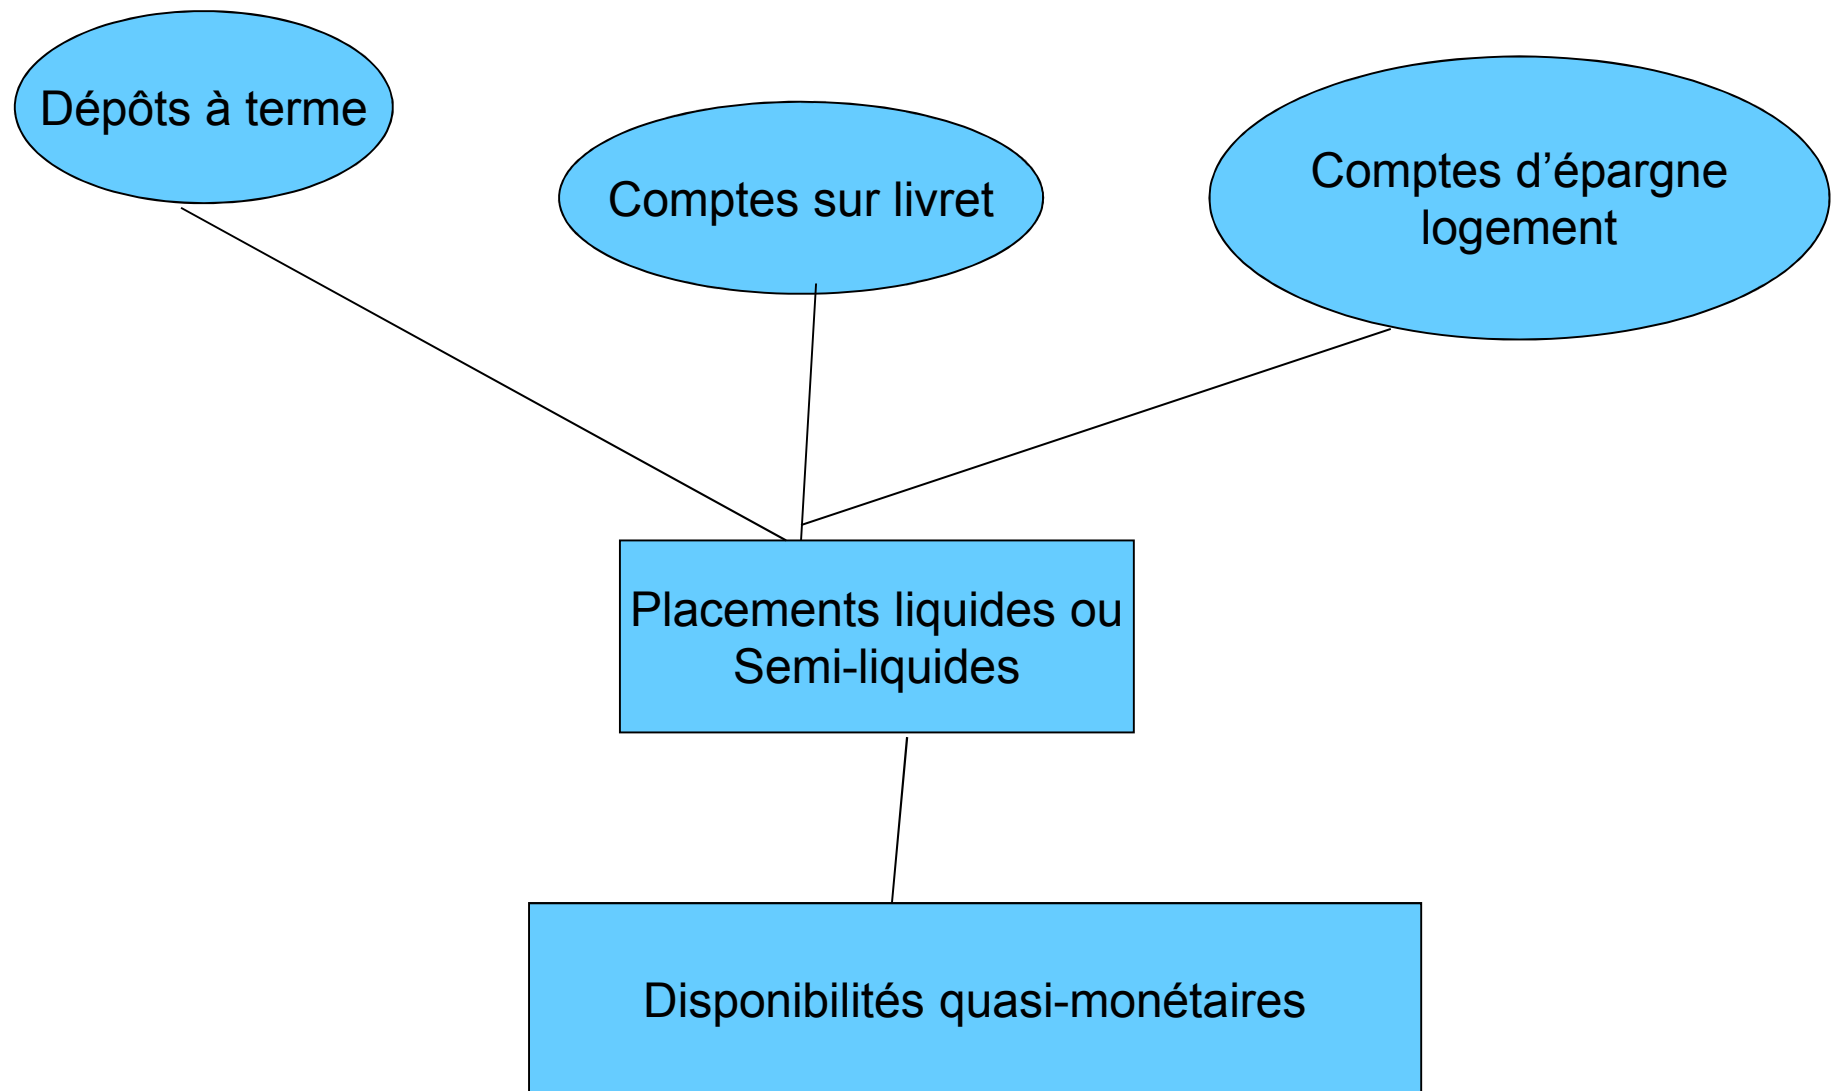 Dépôts à terme
Comptes sur livret
Comptes d’épargne
logement
Placements liquides ou
Semi-liquides
Disponibilités quasi-monétaires